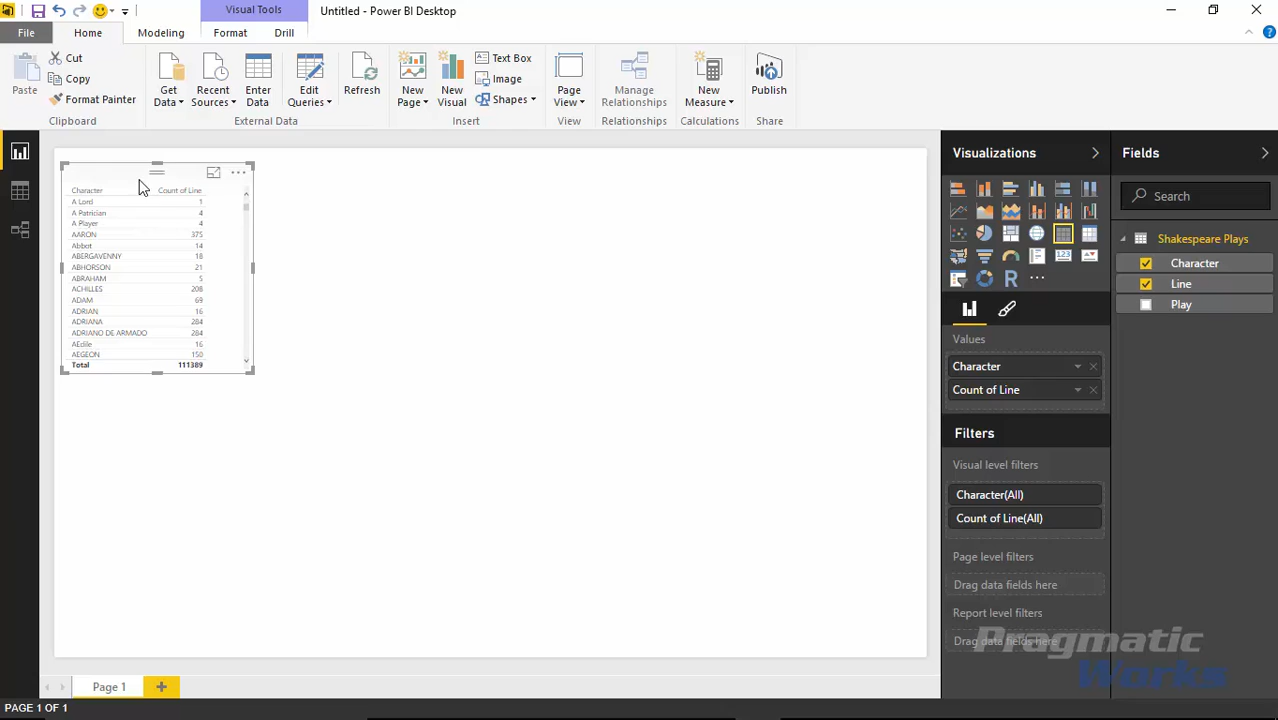 Visual Tools
Untitled - Power BI Desktop
File
Home
Modeling
Format
Drill
Paste
Cut
Copy
Format Painter
Clipboard
Get Data
Recent Sources
Enter Data
Edit Queries
Refresh
External Data
New Page
New Visual
Text Box
Image
Shapes
Insert
Page View
View
Manage Relationships
Relationships
New Measure
Calculations
Publish
Share
Character Count of Line
A Lord 1
A Patrician 4
A Player 4
AARON 375
Abbot 14
ABERGAVENNY 18
ABHORSON 21
ABRAHAM 5
ACHILLES 208
ADAM 69
ADRIAN 16
ADRIANA 284
ADRIANO DE ARMADO 284
AEdile 16
AEGEON 150
Total 111389
Visualizations
R
123
Values
Character
Count of Line
Filters
Visual level filters
Character(All)
Count of Line(All)
Page level filters
Drag data fields here
Report level filters
Drag data fields here
Fields
Search
Shakespeare Plays
Character
Line
Play
Pragmatic
Works
Page 1
PAGE 1 OF 1